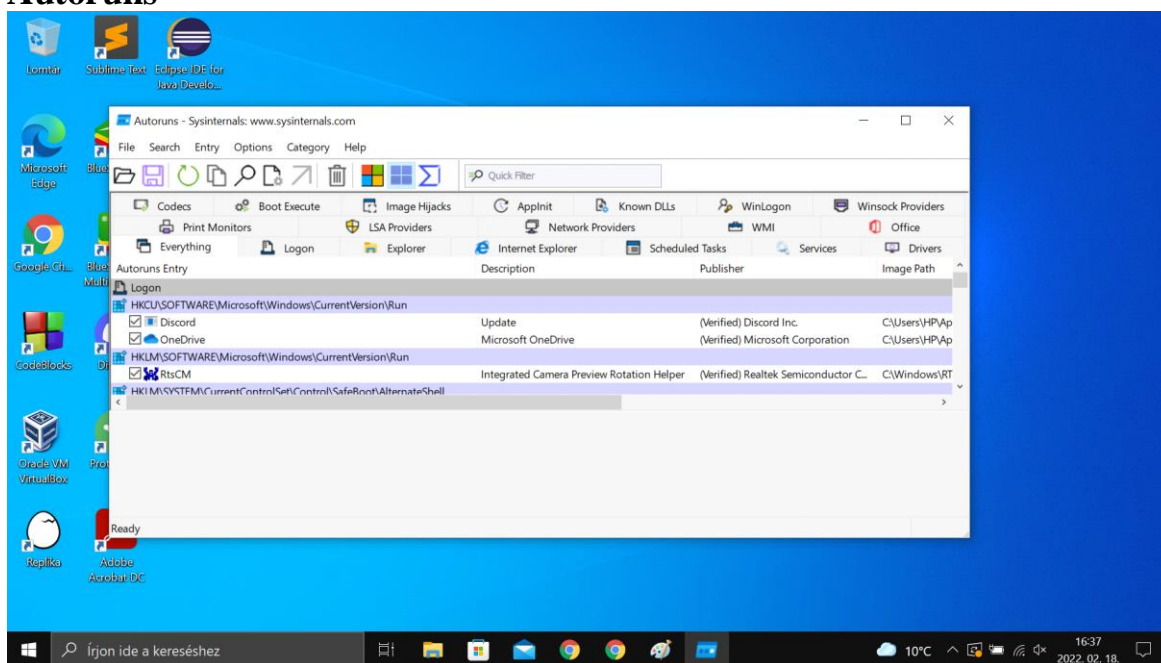 Autoruns
Lomtár
Sublime Text
Eclipse IDE for
Java Develo...
Microsoft
Edge
Google Ch...
Multi
CodeBlocks
Oracle VM
VirtualBox
Replika
Adobe
Acrobat DC
Autoruns - Sysinternals: www.sysinternals.com
File Search Entry Options Category Help
Quick Filter
Codecs Boot Execute Image Hijacks AppInit Known DLLs WinLogon Winsock Providers
Print Monitors LSA Providers Network Providers WMI Office
Everything Logon Explorer Internet Explorer Scheduled Tasks Services Drivers
Autoruns Entry Description Publisher Image Path
Logon
HKCU\SOFTWARE\Microsoft\Windows\CurrentVersion\Run
Discord Update (Verified) Discord Inc. C:\Users\HP\Ap
OneDrive Microsoft OneDrive (Verified) Microsoft Corporation C:\Users\HP\Ap
HKLM\SOFTWARE\Microsoft\Windows\CurrentVersion\Run
RtsCM Integrated Camera Preview Rotation Helper (Verified) Realtek Semiconductor C... C:\Windows\RT
HKLM\SYSTEM\CurrentControlSet\Control\SafeBoot\AlternateShell
Ready
Írjon ide a kereséshez
10°C
16:37
2022. 02. 18.